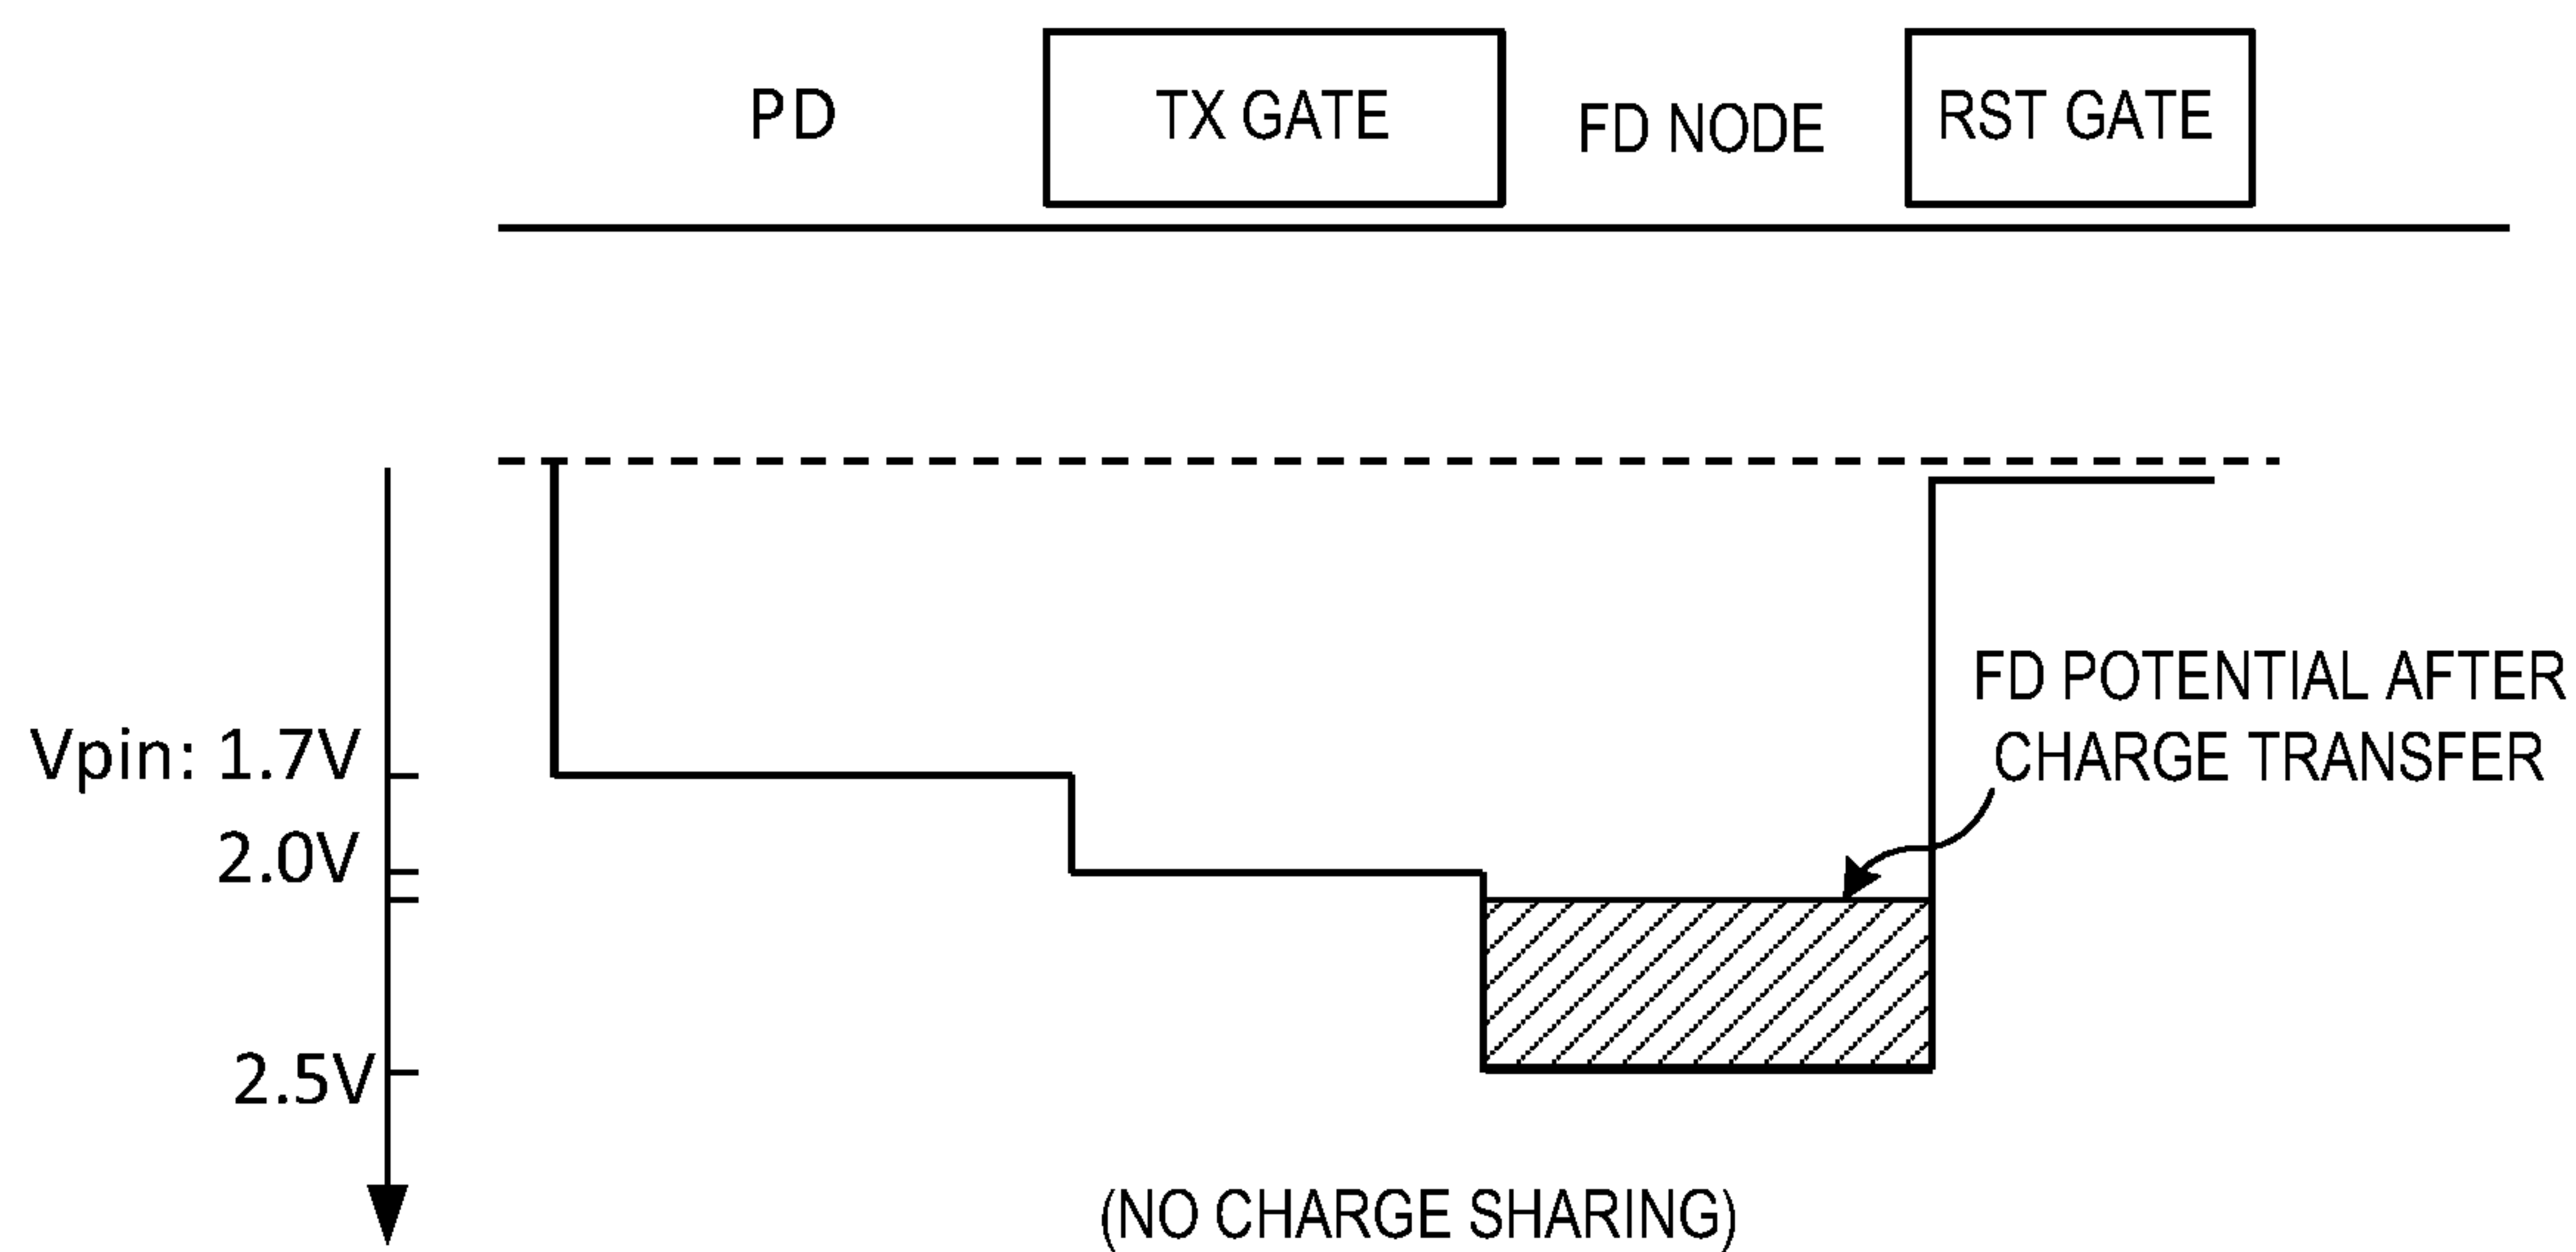 PD
TX GATE
FD NODE
RST GATE
Vpin: 1.7V
2.0V
2.5V
FD POTENTIAL AFTER
CHARGE TRANSFER
(NO CHARGE SHARING)